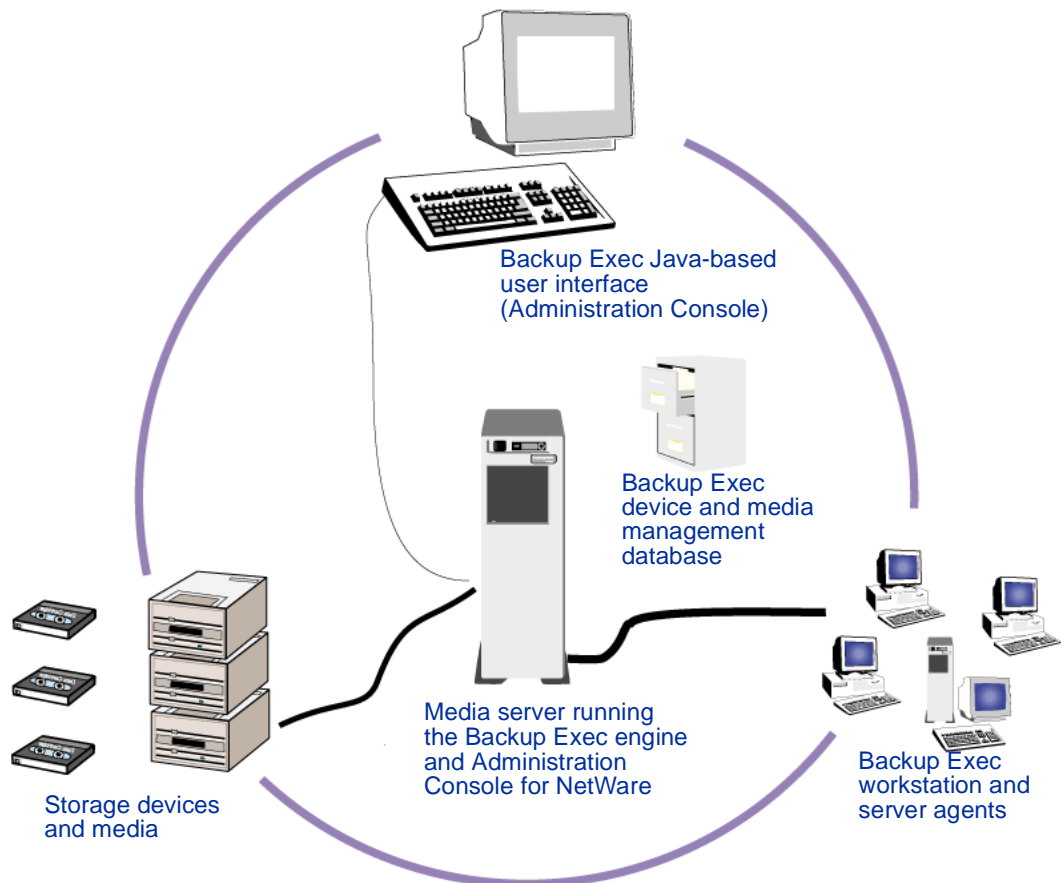 Backup Exec Java-based
user interface
(Administration Console)
Backup Exec
device and media
management
database
Media server running
the Backup Exec engine
and Administration
Console for NetWare
Backup Exec
workstation and
server agents
Storage devices
and media